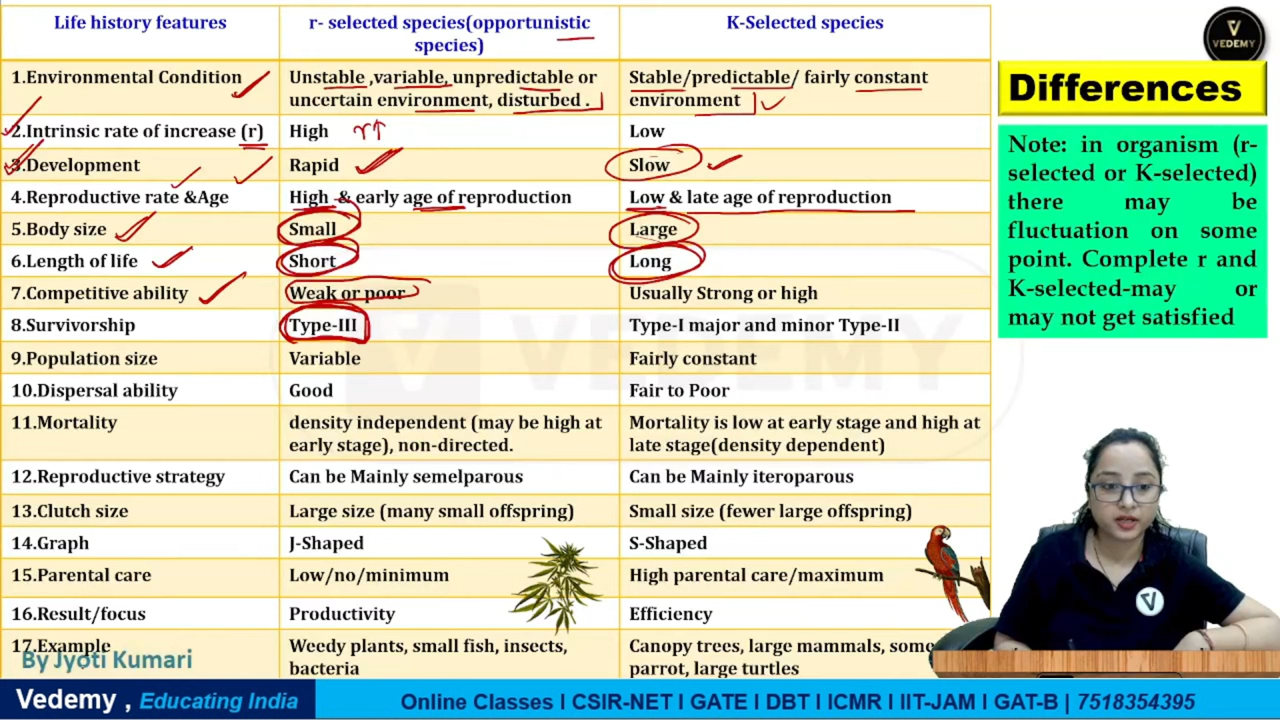 Life history features
r- selected species(opportunistic
species)
K-Selected species
1.Environmental Condition
Unstable ,variable, unpredictable or
uncertain environment, disturbed .
Stable/predictable/ fairly constant
environment
2.Intrinsic rate of increase (r)
High r↑
Low
3.Development
Rapid
Slow
4.Reproductive rate &Age
High & early age of reproduction
Low & late age of reproduction
5.Body size
Small
Large
6.Length of life
Short
Long
7.Competitive ability
Weak or poor
Usually Strong or high
8.Survivorship
Type-III
Type-I major and minor Type-II
9.Population size
Variable
Fairly constant
10.Dispersal ability
Good
Fair to Poor
11.Mortality
density independent (may be high at
early stage), non-directed.
Mortality is low at early stage and high at
late stage(density dependent)
12.Reproductive strategy
Can be Mainly semelparous
Can be Mainly iteroparous
13.Clutch size
Large size (many small offspring)
Small size (fewer large offspring)
14.Graph
J-Shaped
S-Shaped
15.Parental care
Low/no/minimum
High parental care/maximum
16.Result/focus
Productivity
Efficiency
17.Example
Weedy plants, small fish, insects,
bacteria
Canopy trees, large mammals, some
parrot, large turtles
VEDEMY
VEDEMY
Differences
Note: in organism (r-
selected or K-selected)
there may be
fluctuation on some
point. Complete r and
K-selected-may or
may not get satisfied
By Jyoti Kumari
Vedemy , Educating India
Online Classes I CSIR-NET I GATE I DBT I ICMR I IIT-JAM I GAT-B | 7518354395